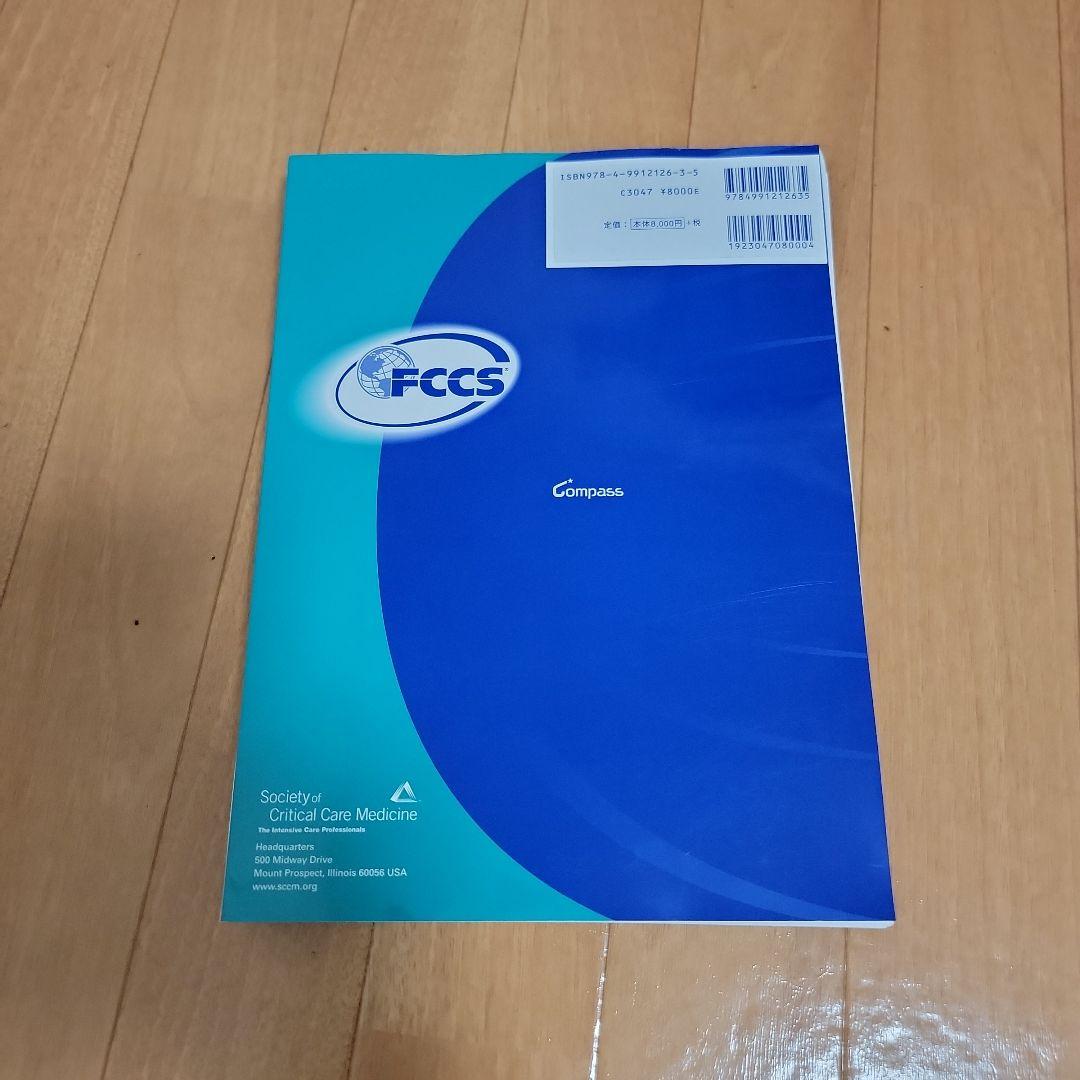 ISBN978-4-9912126-3-5
C3047 ¥8000E
定価：本体8,000円+税
9784991212635
1923047080004
FCCS®
Compass
Society of
Critical Care Medicine
The Intensive Care Professionals
Headquarters
500 Midway Drive
Mount Prospect, Illinois 60056 USA
www.sccm.org